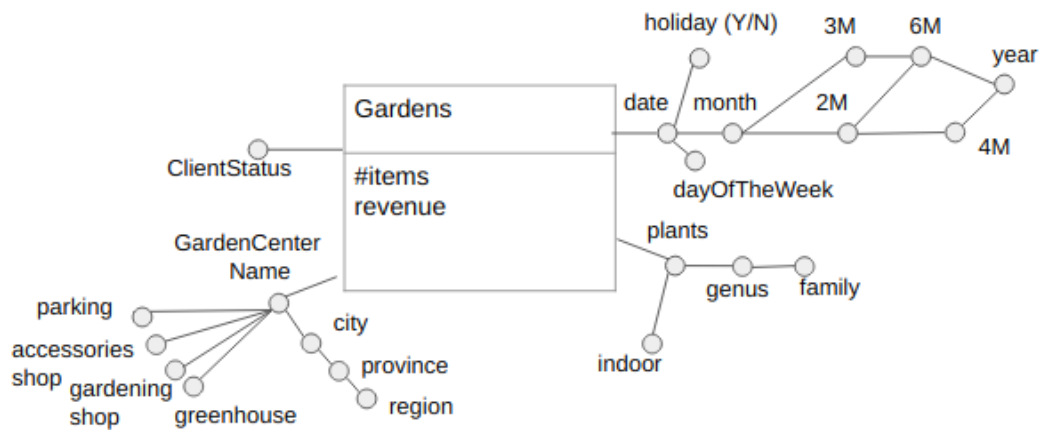 holiday (Y/N)
3M
6M
year
Gardens
date
month
2M
4M
ClientStatus
#items
revenue
dayOfTheWeek
GardenCenter
Name
plants
genus
family
parking
city
accessories
shop
province
indoor
gardening
shop
greenhouse
region